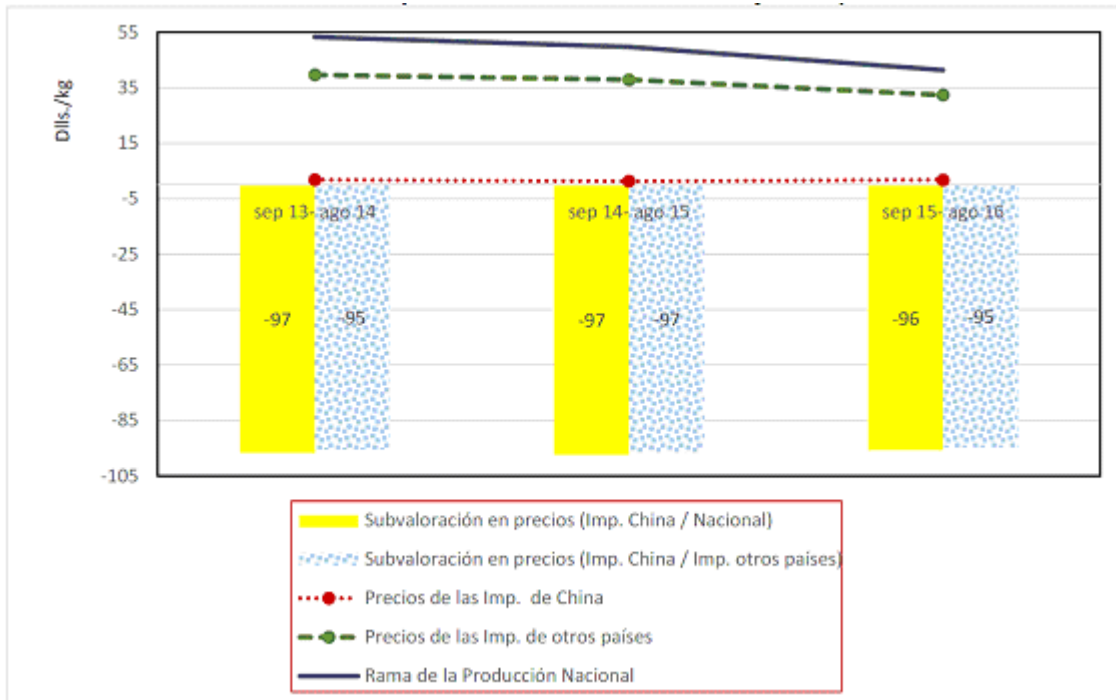 55
35
15
-5
-25
-45
-65
-85
-105
Dlls./kg
sep 13- ago 14
sep 14- ago 15
sep 15- ago 16
-97
-95
-97
-97
-96
-95
Subvaloración en precios (Imp. China / Nacional)
Subvaloración en precios (Imp. China / Imp. otros países)
Precios de las Imp. de China
Precios de las Imp. de otros países
Rama de la Producción Nacional